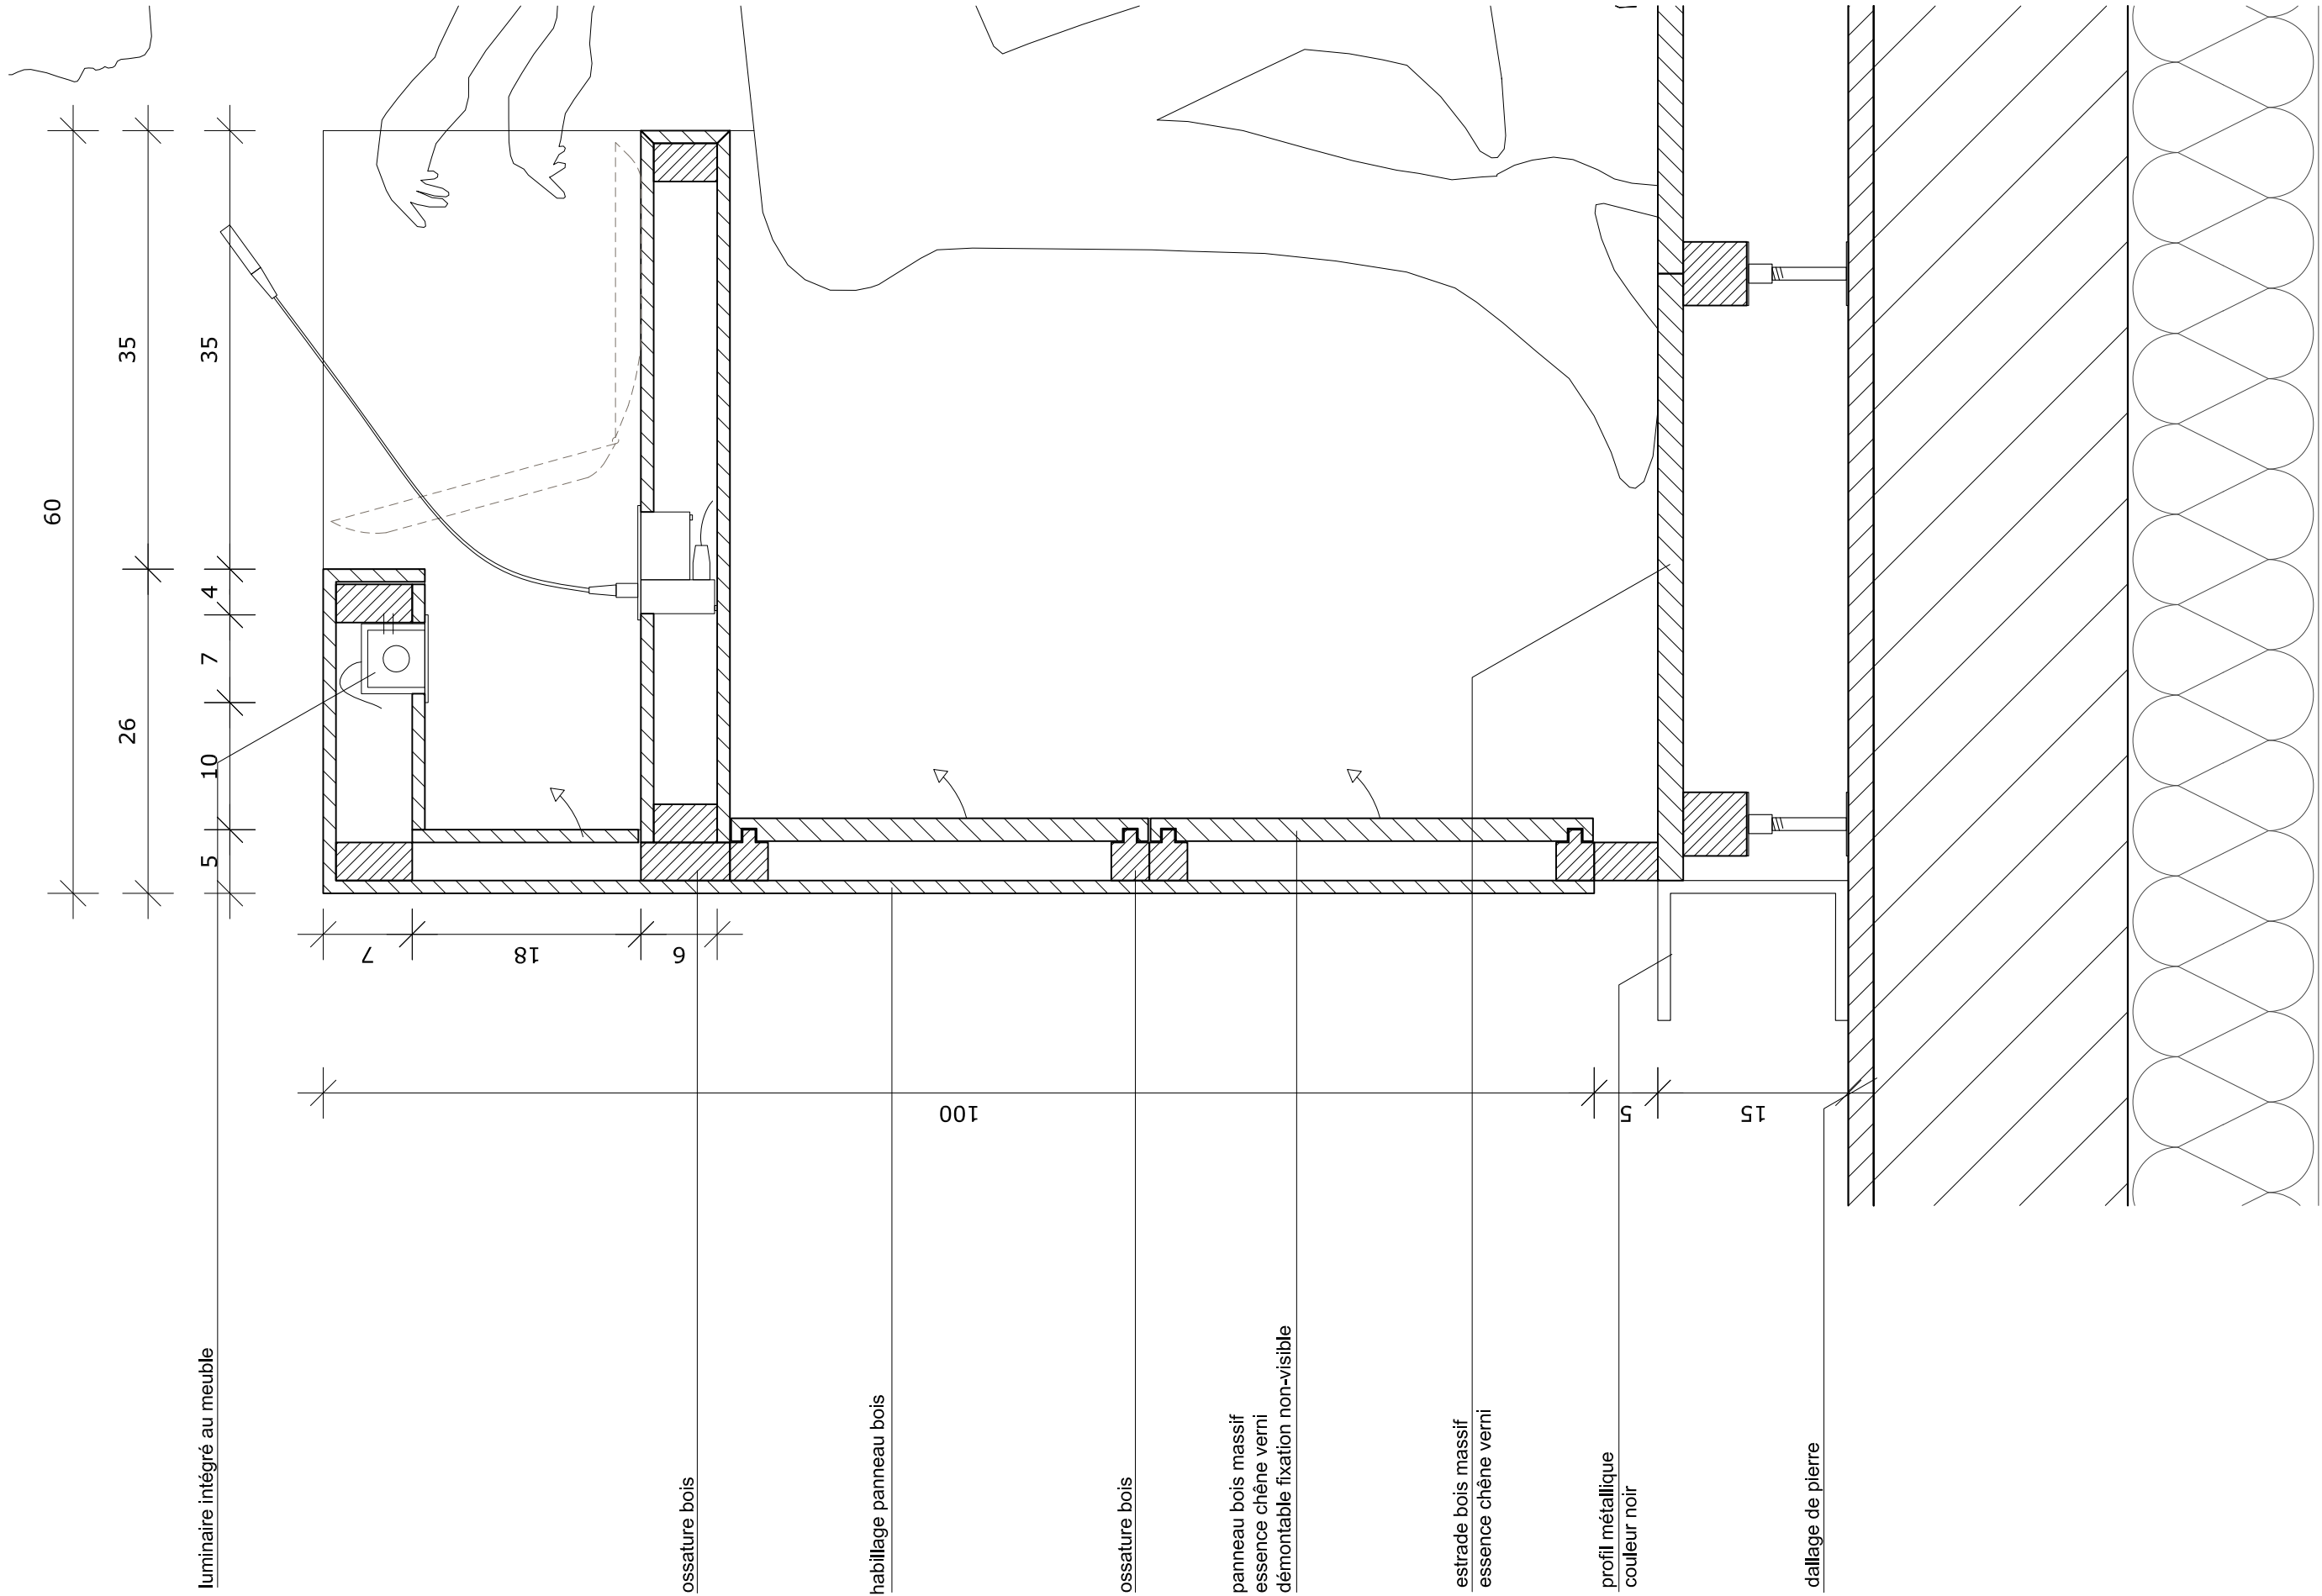 60
35
26
35
4
7
10
5
7
18
6
100
5
15
luminaire intégré au meuble
ossature bois
habillage panneau bois
ossature bois
panneau bois massif
essence chêne verni
démontable fixation non-visible
estrade bois massif
essence chêne verni
profil métallique
couleur noir
dallage de pierre